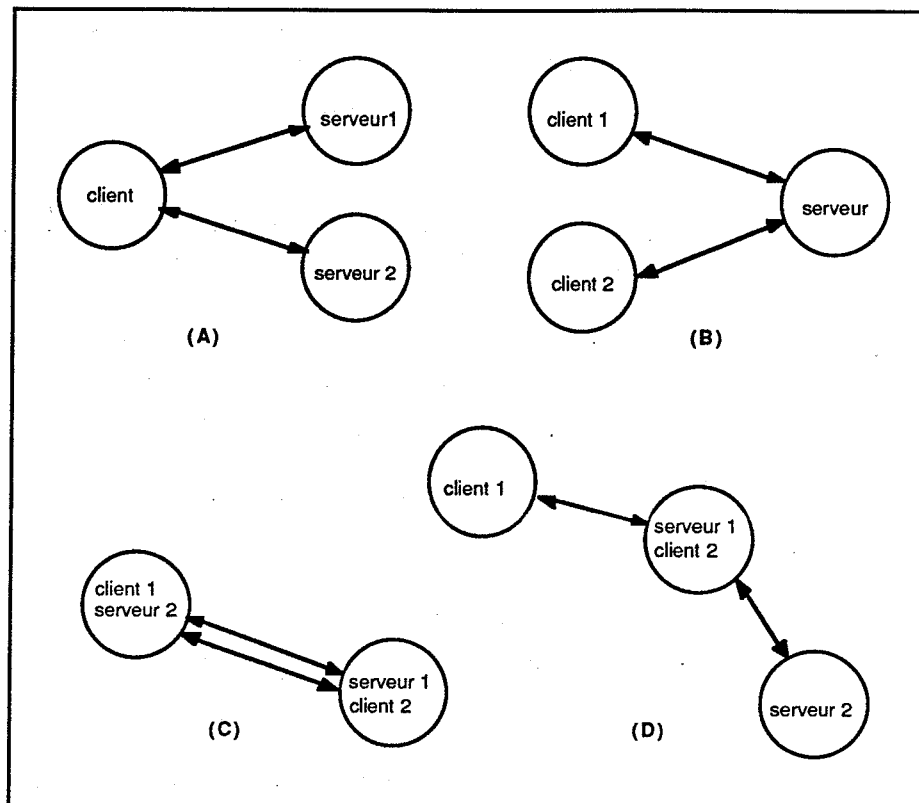 serveur1
client
serveur 2
(A)
client 1
serveur
client 2
(B)
client 1
serveur 2
serveur 1
client 2
(C)
client 1
serveur 1
client 2
serveur 2
(D)